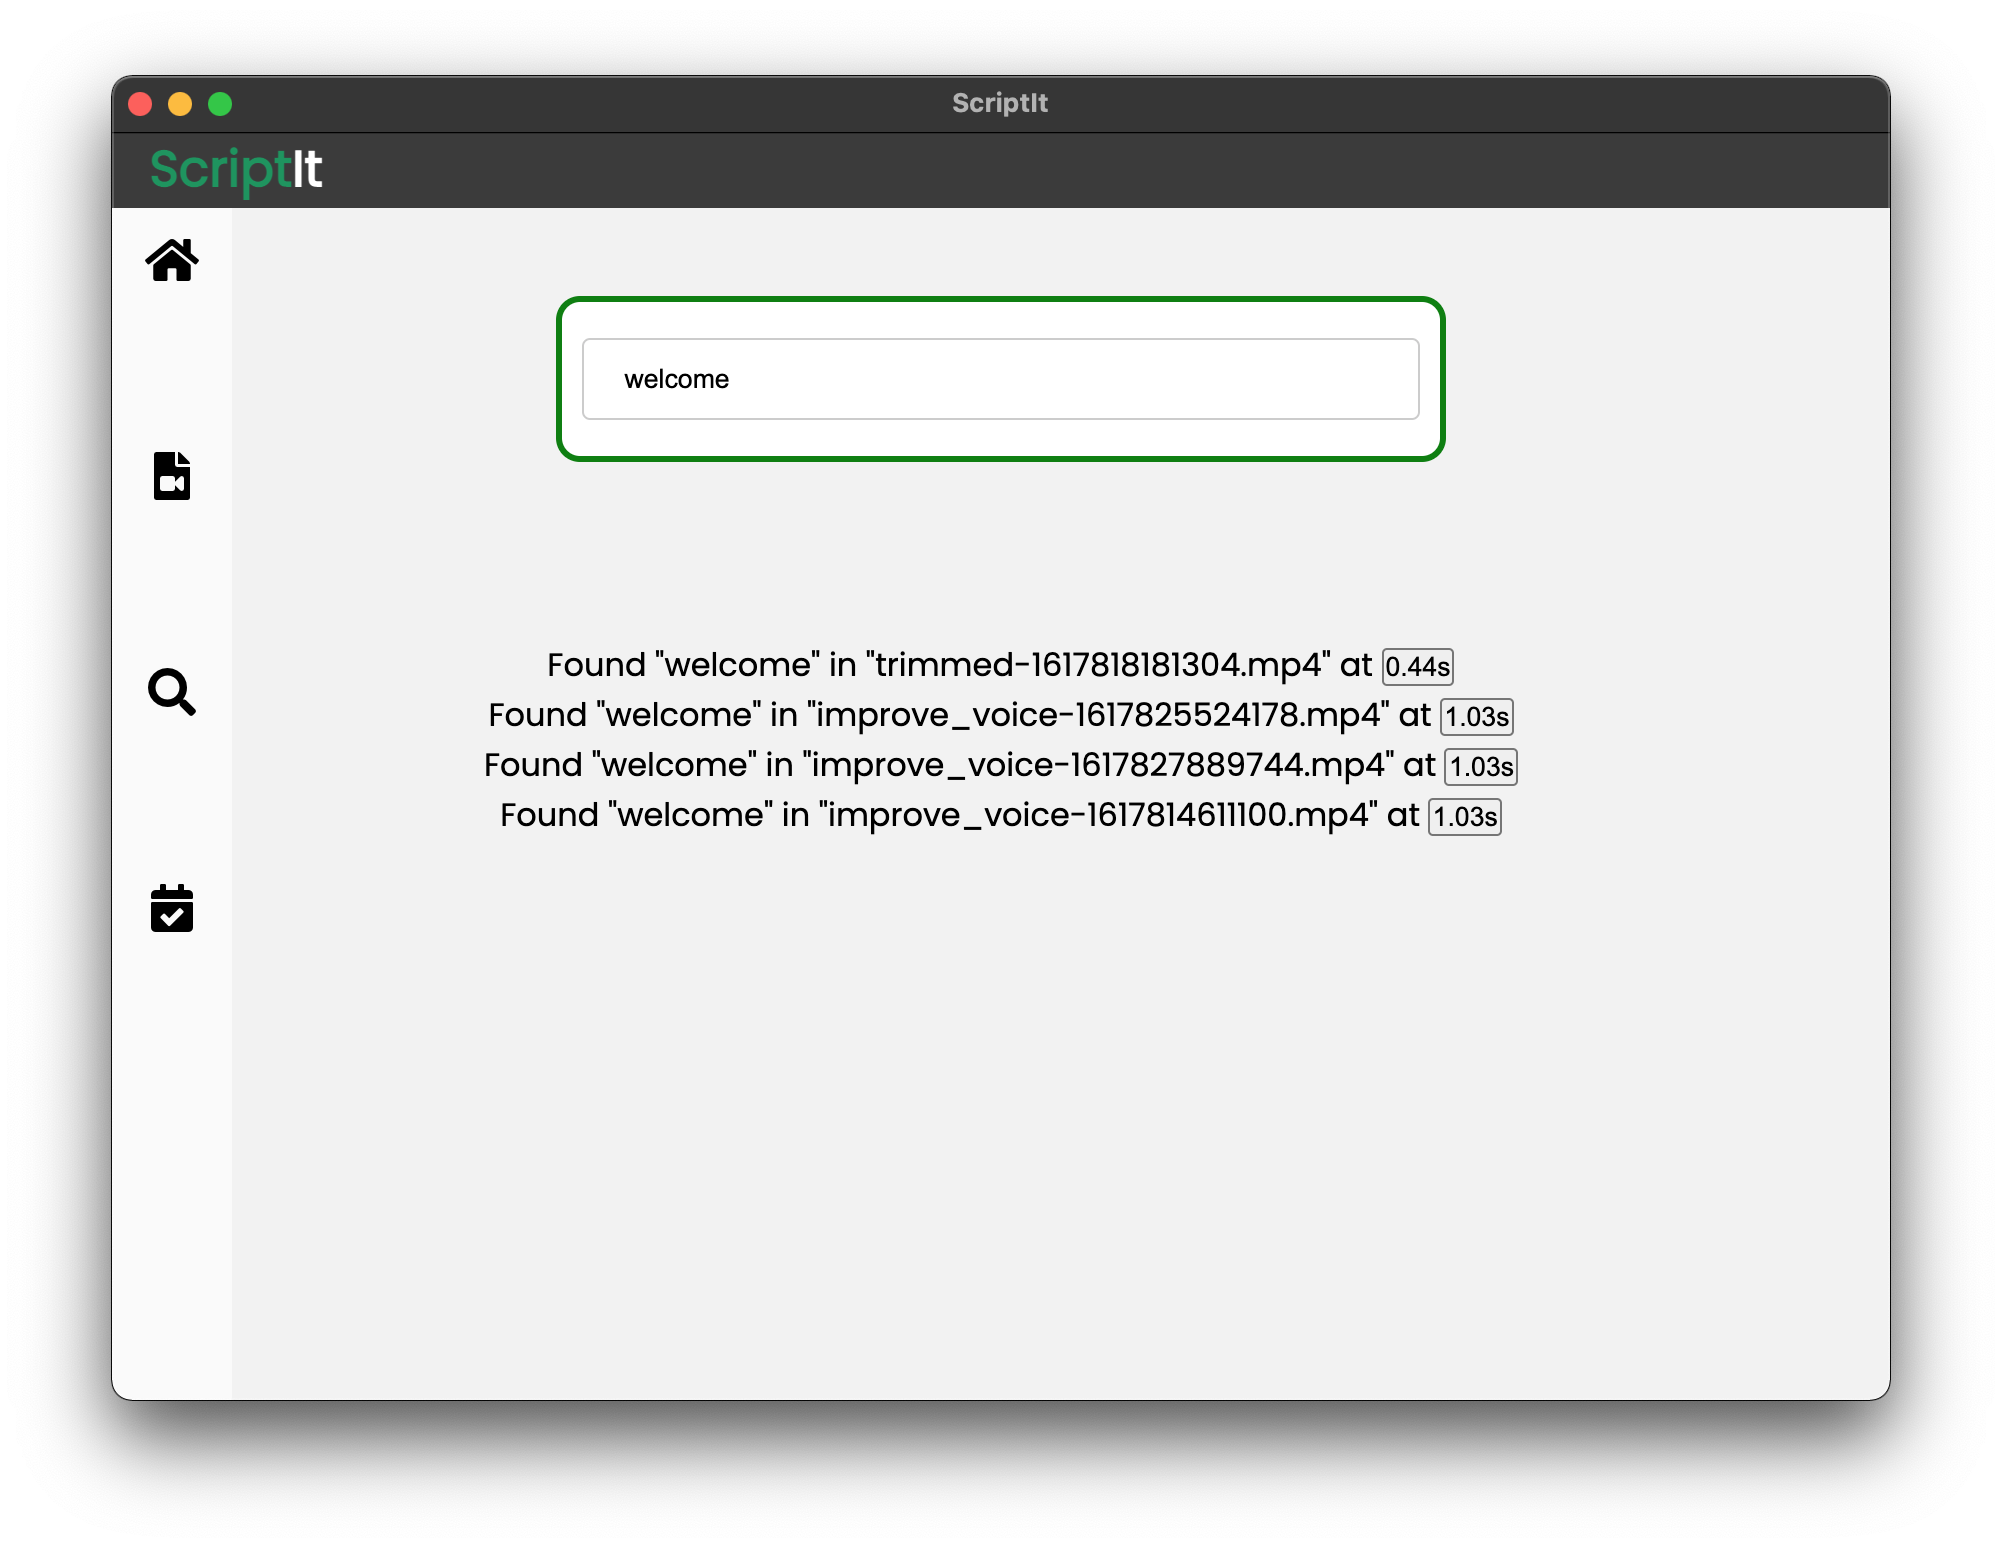 ScriptIt
ScriptIt
welcome
Found "welcome" in "trimmed-1617818181304.mp4" at 0.44s
Found "welcome" in "improve_voice-1617825524178.mp4" at 1.03s
Found "welcome" in "improve_voice-1617827889744.mp4" at 1.03s
Found "welcome" in "improve_voice-1617814611100.mp4" at 1.03s